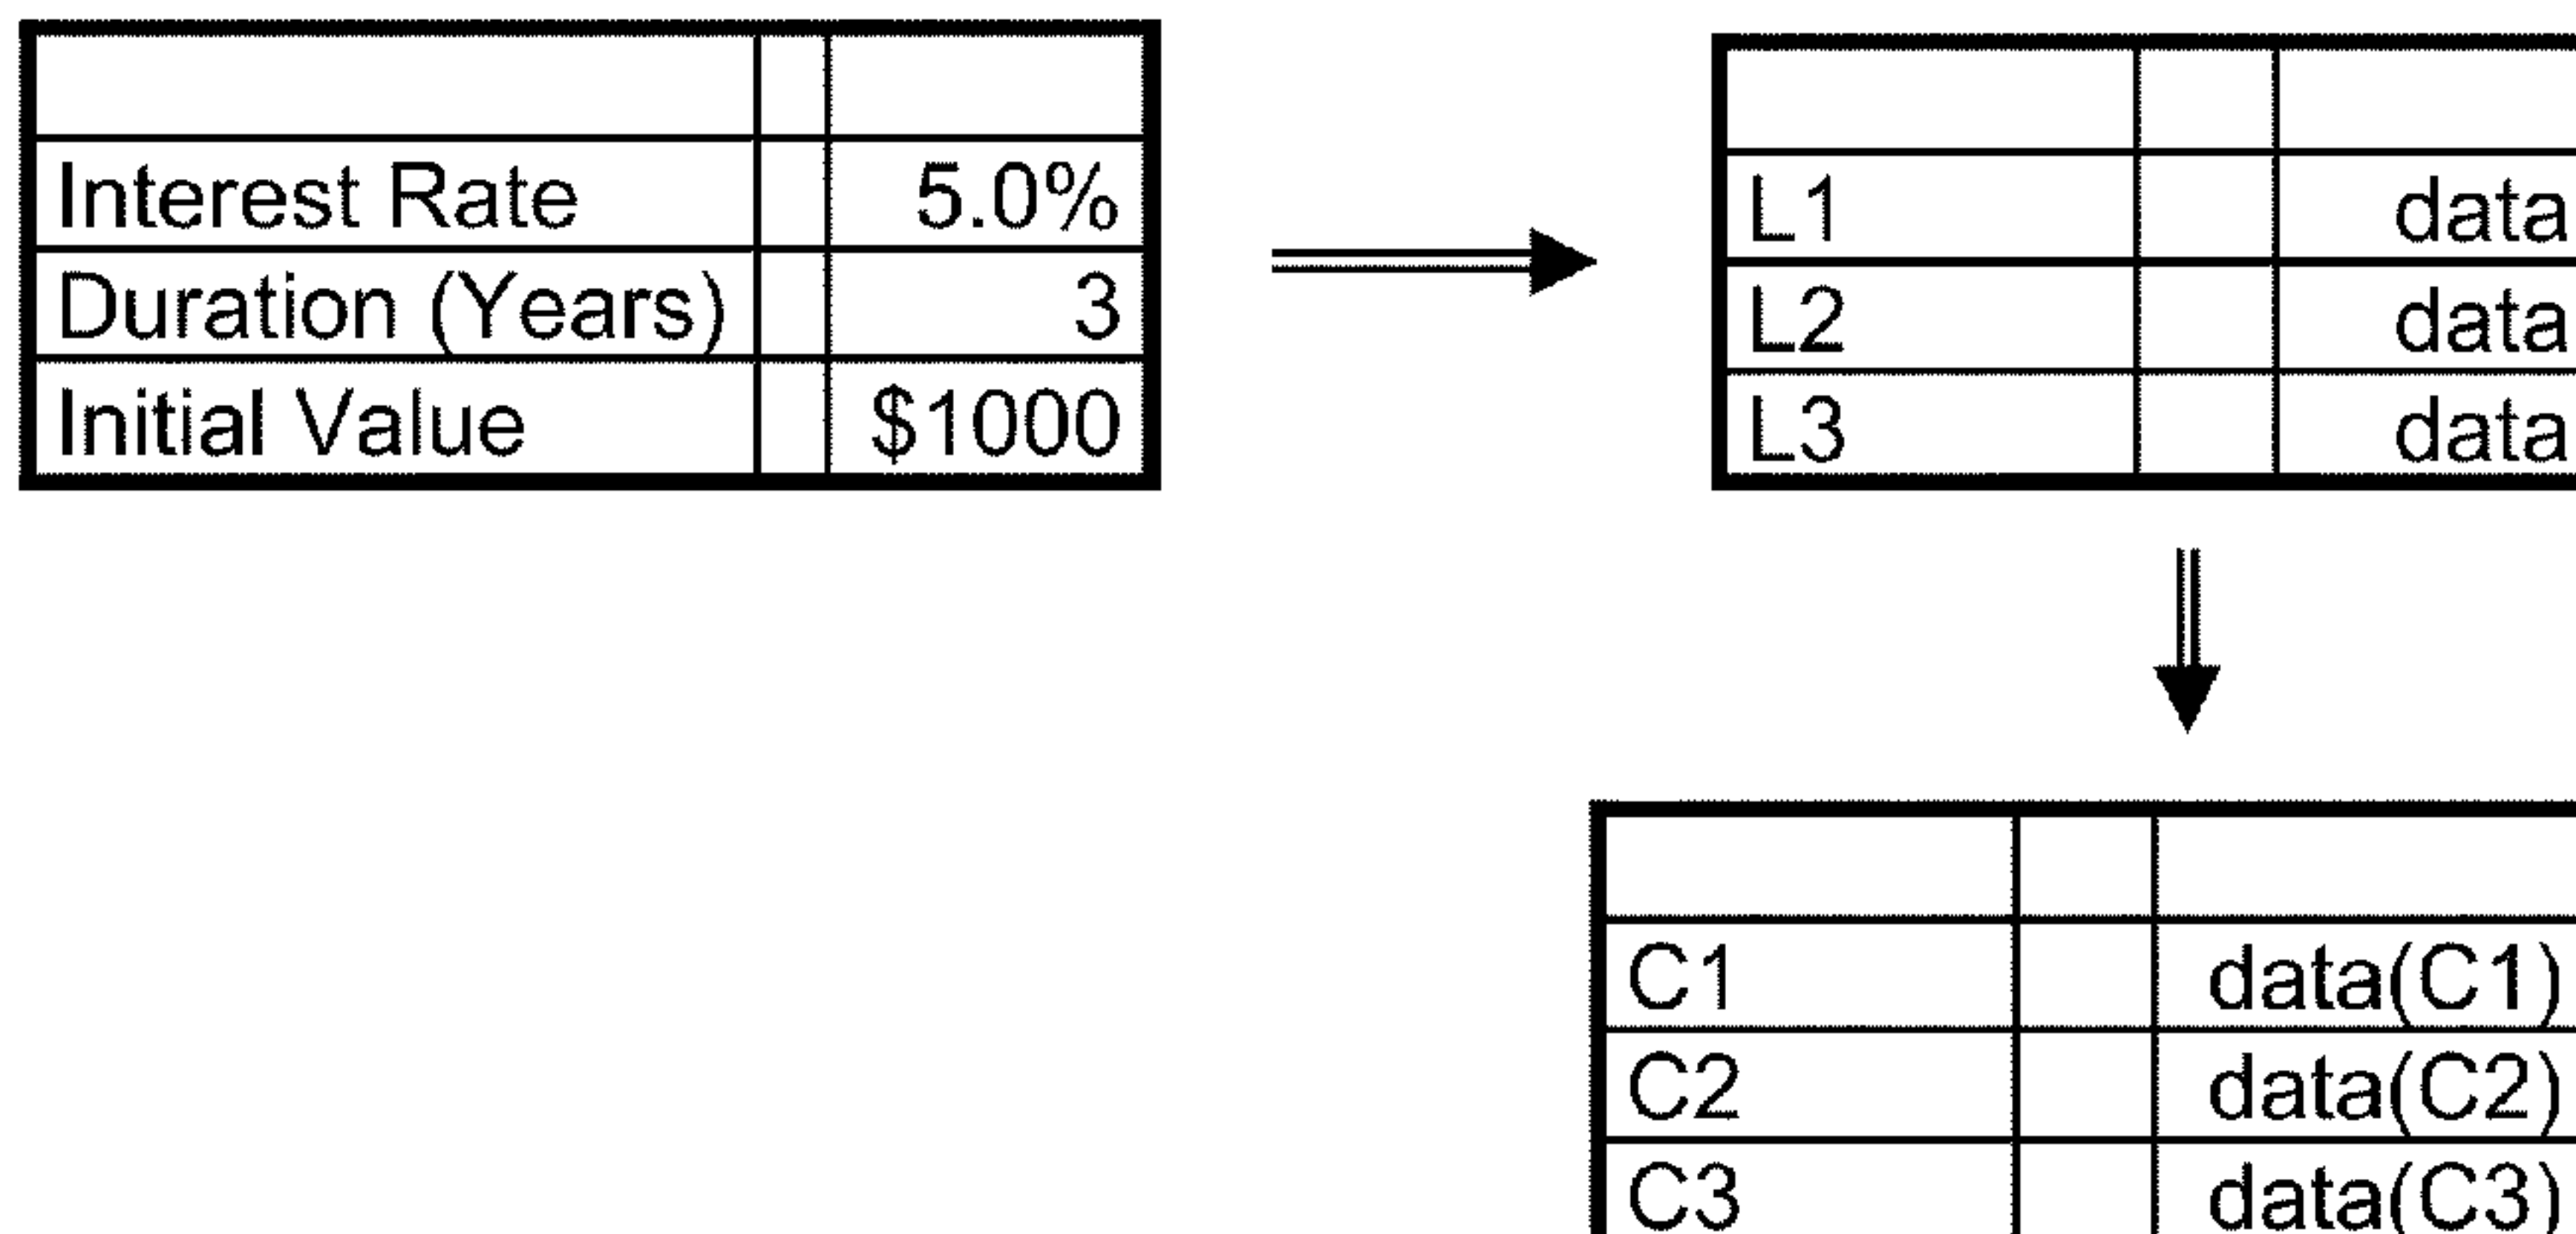 Interest Rate 5.0%
Duration (Years) 3
Initial Value $1000
L1 data
L2 data
L3 data
C1 data(C1)
C2 data(C2)
C3 data(C3)